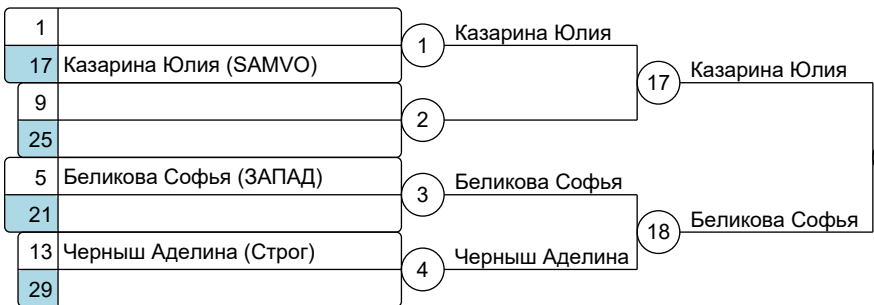 1
17 Казарина Юлия (SAMVO)
9
25
5 Беликова Софья (ЗАПАД)
21
13 Черныш Аделина (Строг)
29
1 Казарина Юлия
2
3 Беликова Софья
4 Черныш Аделина
17 Казарина Юлия
18 Беликова Софья